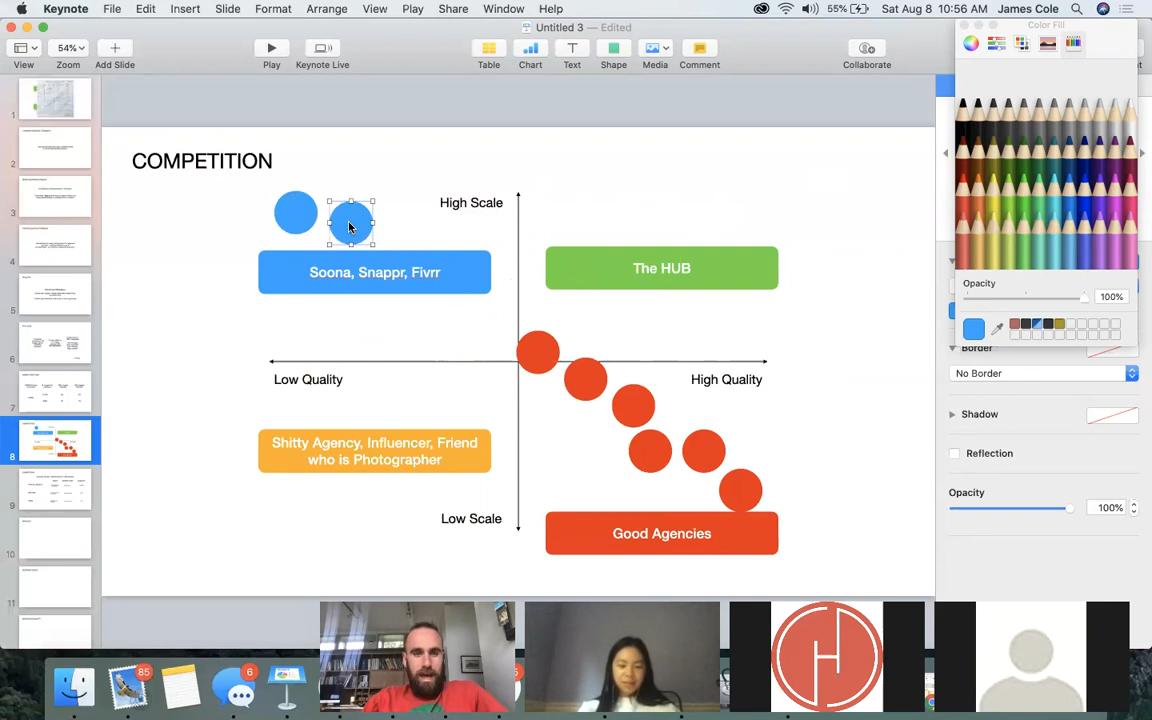 Keynote File Edit Insert Slide Format Arrange View Play Share Window Help 55% Sat Aug 8 10:56 AM James Cole
Untitled 3 — Edited
Color Fill
54%
View Zoom Add Slide Play Keynote Live Table Chart Text Shape Media Comment Collaborate
1
2
3
4
5
6
7
8
9
10
11
COMPETITION
High Scale
Soona, Snappr, Fivrr
The HUB
Low Quality
High Quality
Shitty Agency, Influencer, Friend
who is Photographer
Low Scale
Good Agencies
Opacity
100%
Border
No Border
Shadow
Reflection
Opacity
100%
85
6